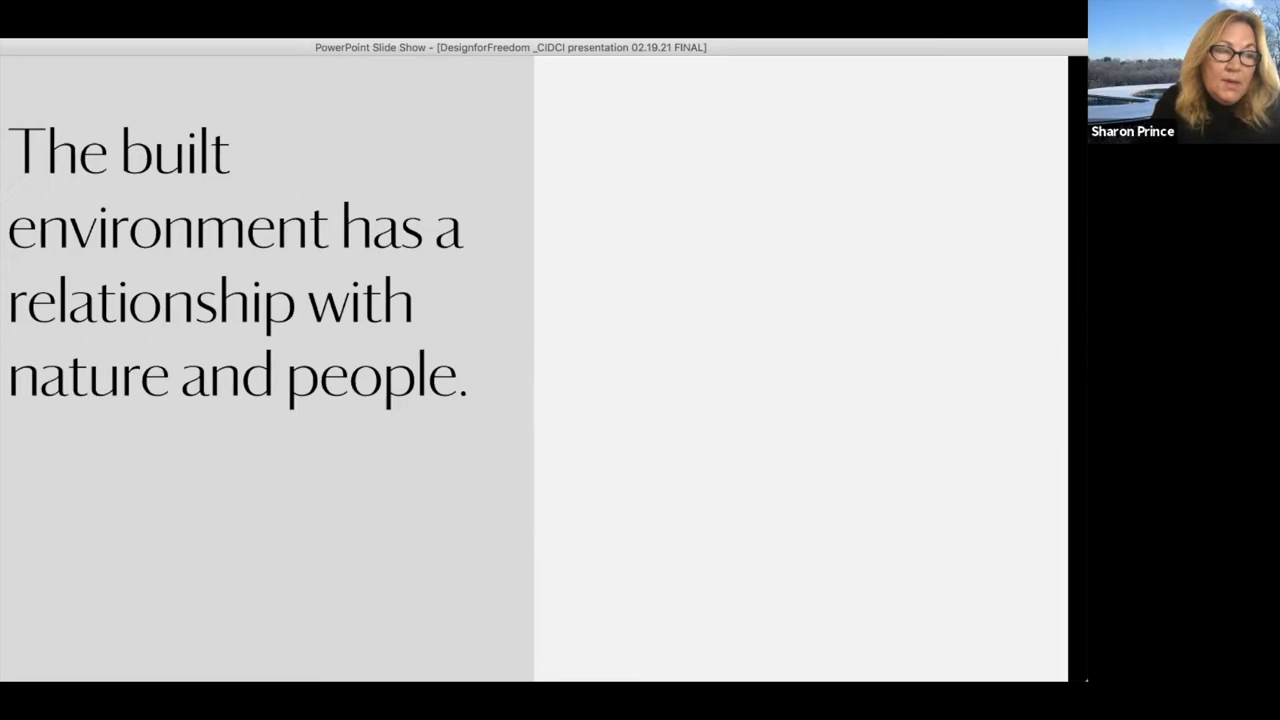 PowerPoint Slide Show - [DesignforFreedom _CIDCI presentation 02.19.21 FINAL]
The built
environment has a
relationship with
nature and people.
Sharon Prince